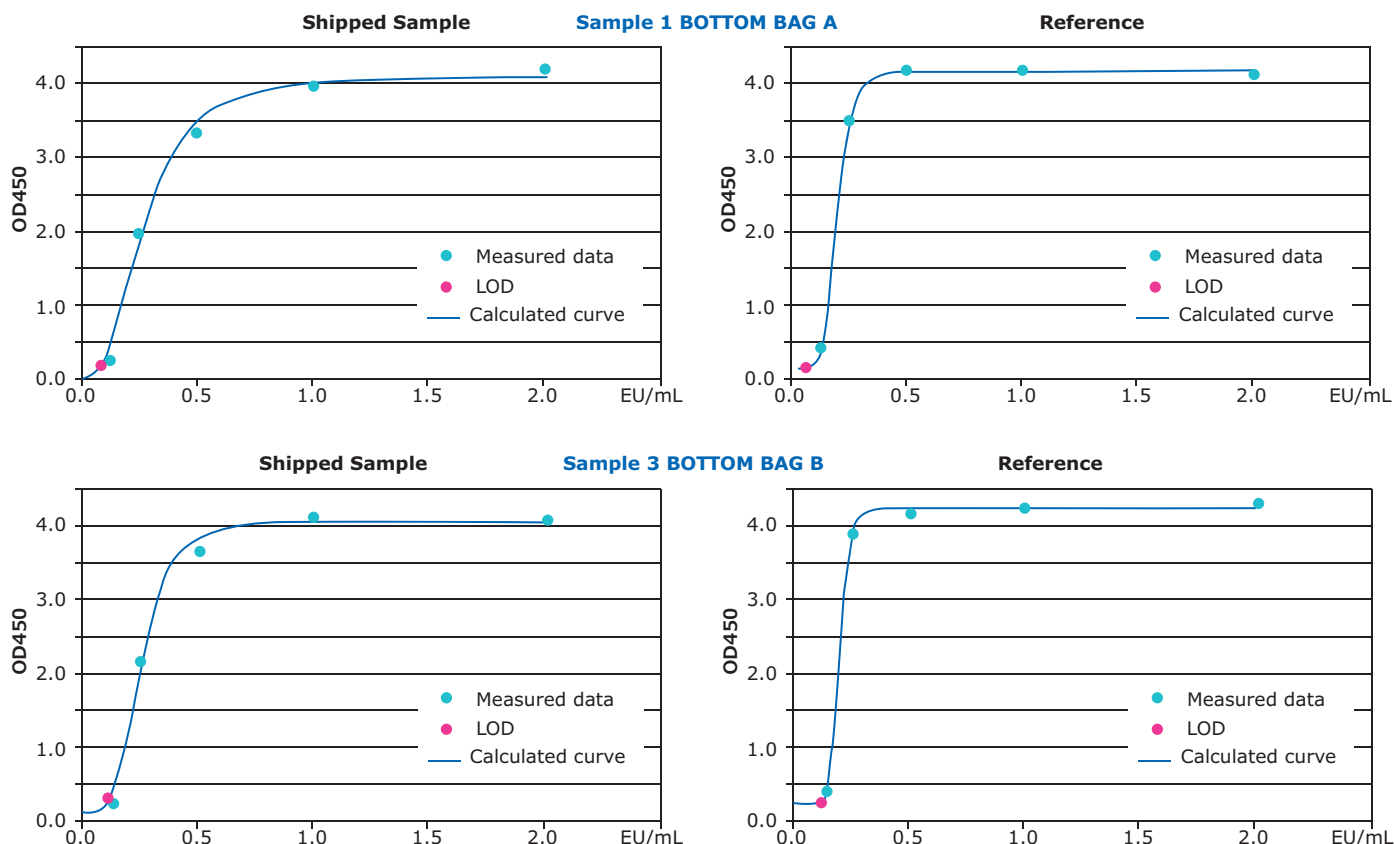 Shipped Sample Sample 1 BOTTOM BAG A Reference
OD450
4.0
3.0
2.0
1.0
0.0
0.0 0.5 1.0 1.5 2.0 EU/mL
Measured data
LOD
Calculated curve
OD450
4.0
3.0
2.0
1.0
0.0
0.0 0.5 1.0 1.5 2.0 EU/mL
Measured data
LOD
Calculated curve
Shipped Sample Sample 3 BOTTOM BAG B Reference
OD450
4.0
3.0
2.0
1.0
0.0
0.0 0.5 1.0 1.5 2.0 EU/mL
Measured data
LOD
Calculated curve
OD450
4.0
3.0
2.0
1.0
0.0
0.0 0.5 1.0 1.5 2.0 EU/mL
Measured data
LOD
Calculated curve